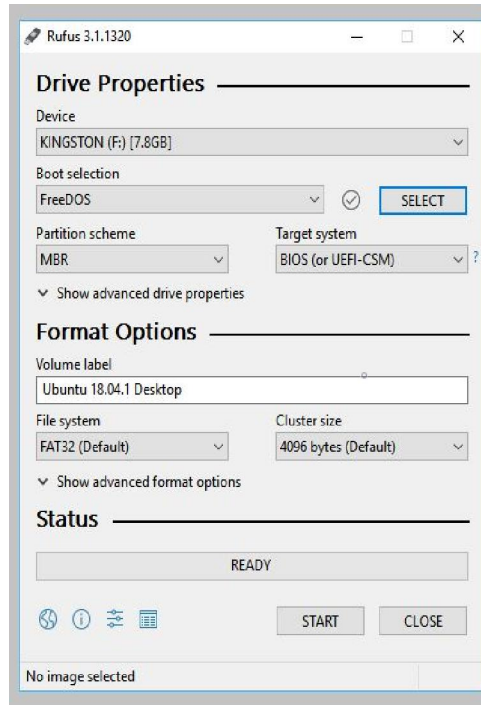 Rufus 3.1.1320
Drive Properties
Device
KINGSTON (F:) [7.8GB]
Boot selection
FreeDOS
SELECT
Partition scheme
Target system
MBR
BIOS (or UEFI-CSM)
?
Show advanced drive properties
Format Options
Volume label
Ubuntu 18.04.1 Desktop
File system
Cluster size
FAT32 (Default)
4096 bytes (Default)
Show advanced format options
Status
READY
START
CLOSE
No image selected